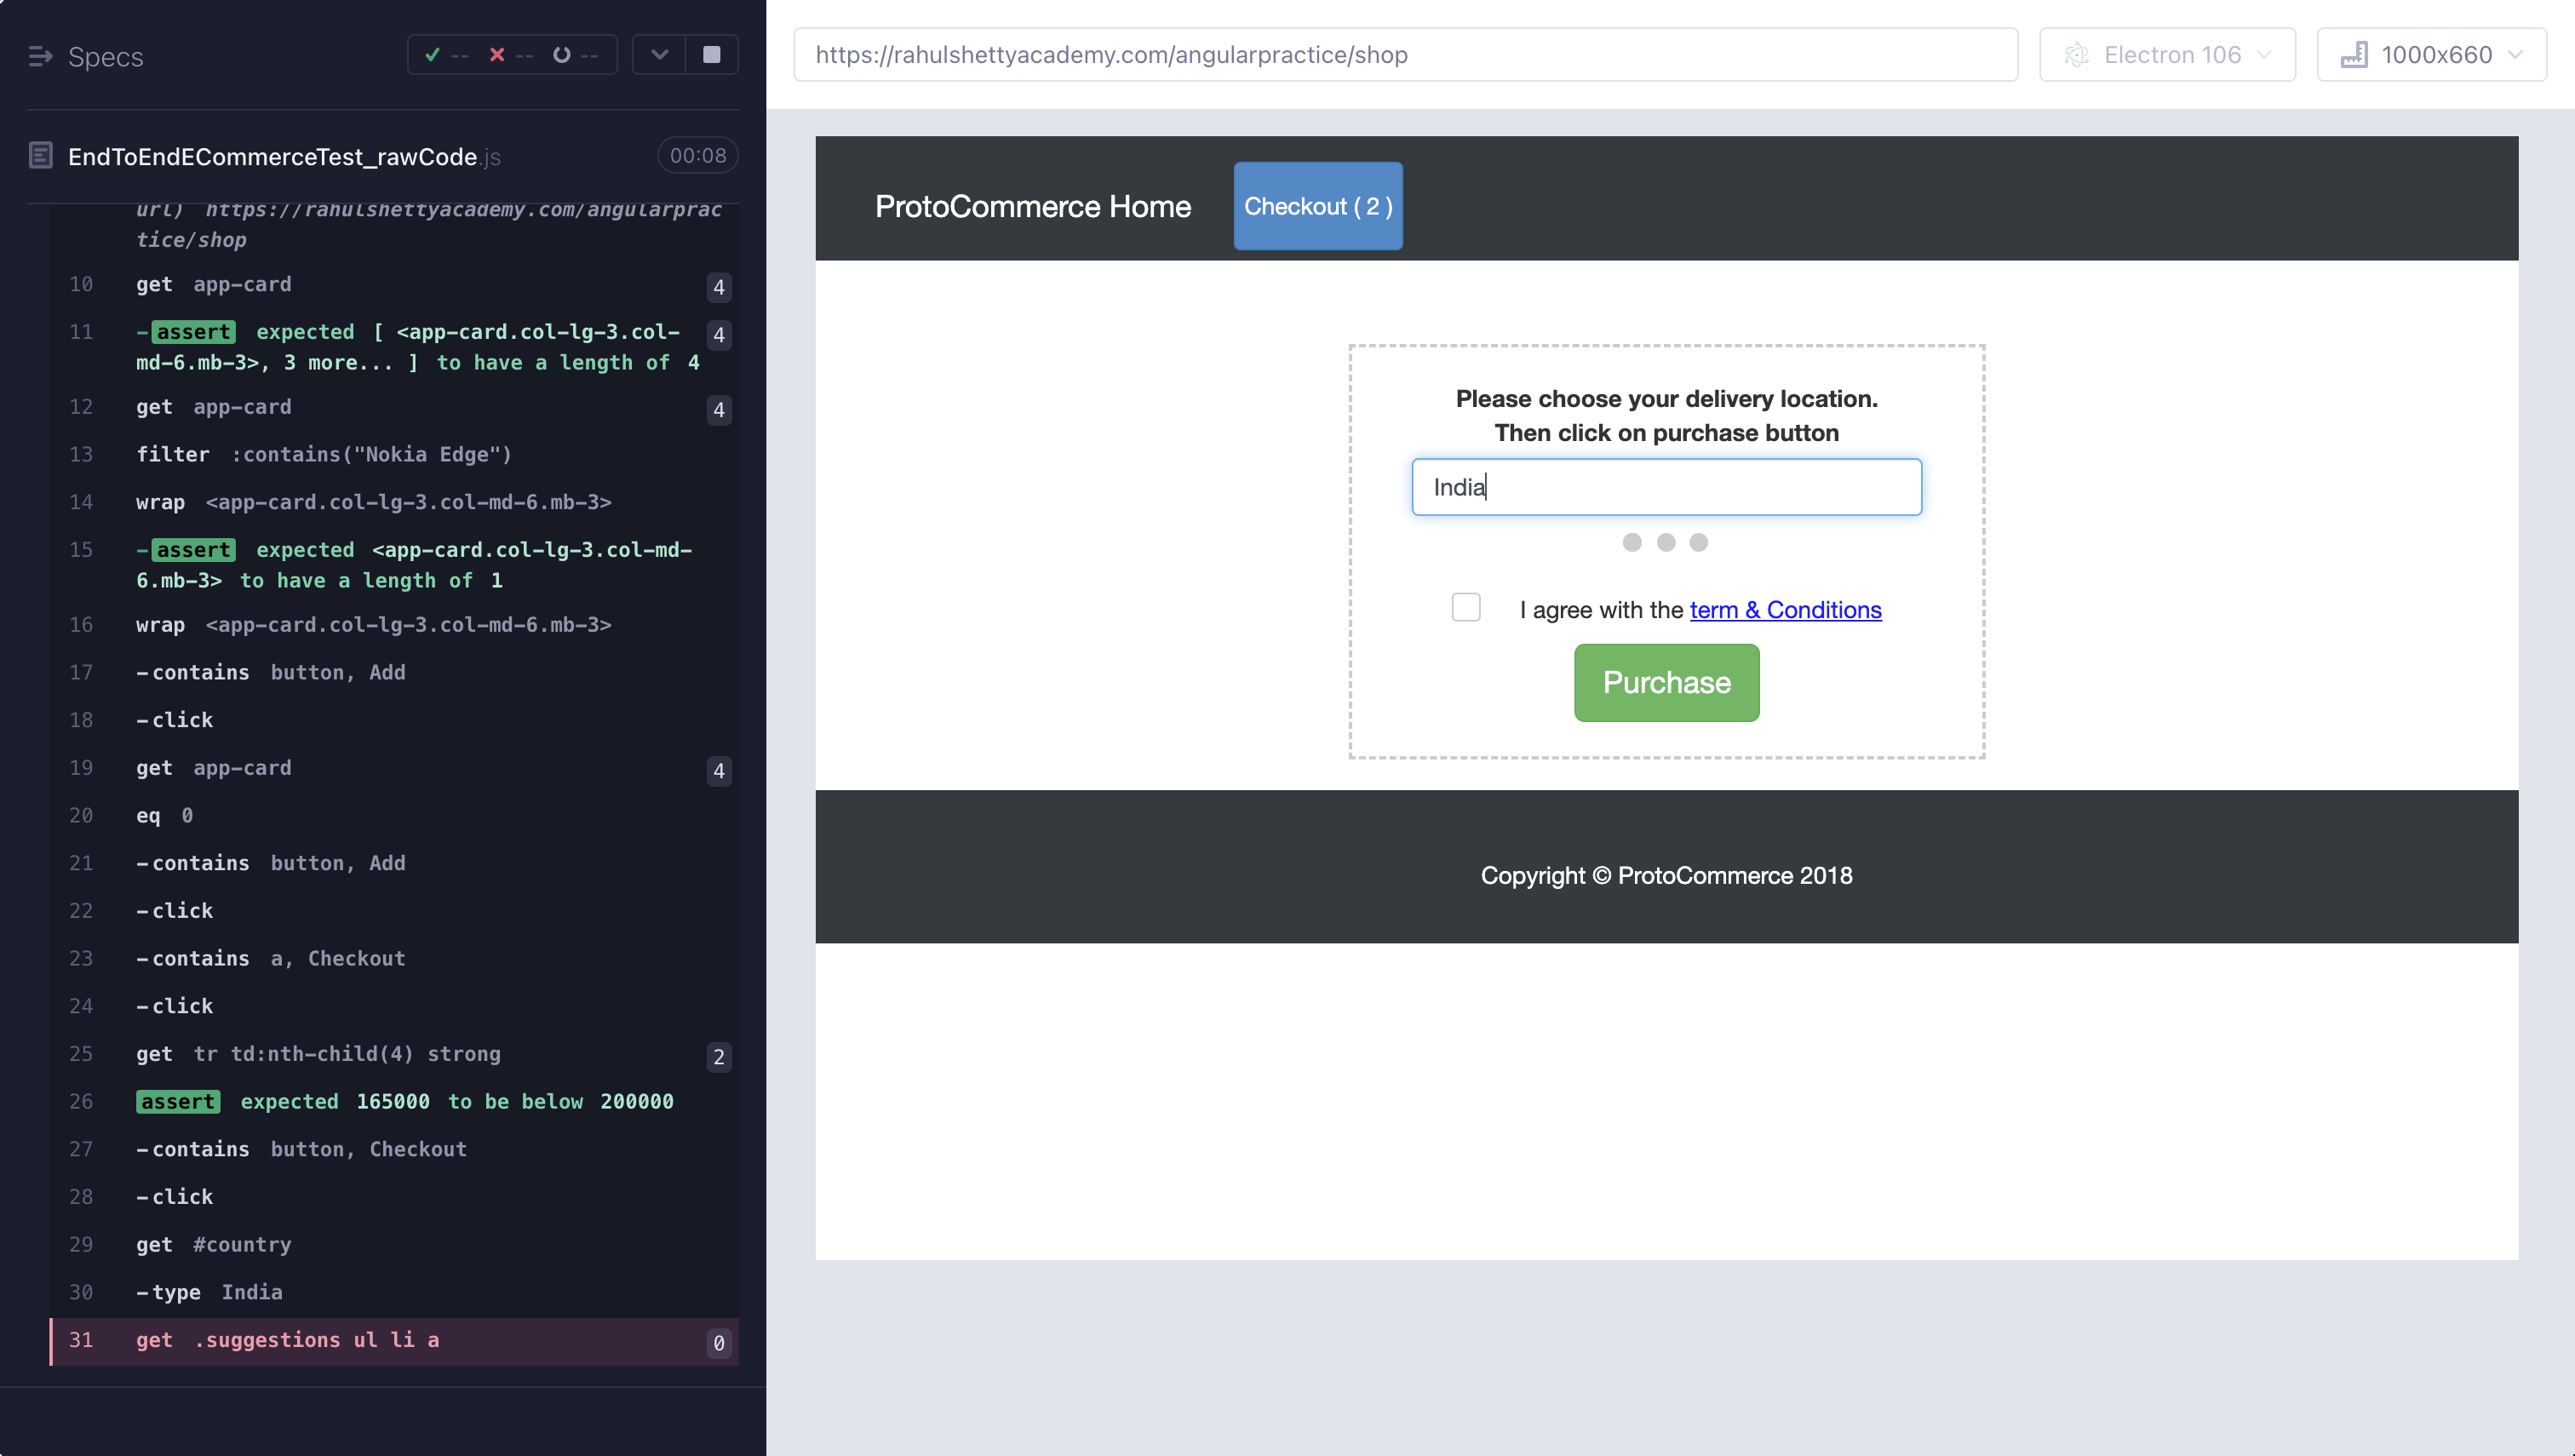 Specs
-- -- --
EndToEndECommerceTest_rawCode.js 00:08
url) https://rahulshettyacademy.com/angularprac
tice/shop
10 get app-card 4
11 -assert expected [ <app-card.col-lg-3.col- 4
md-6.mb-3>, 3 more... ] to have a length of 4
12 get app-card 4
13 filter :contains("Nokia Edge")
14 wrap <app-card.col-lg-3.col-md-6.mb-3>
15 -assert expected <app-card.col-lg-3.col-md-
6.mb-3> to have a length of 1
16 wrap <app-card.col-lg-3.col-md-6.mb-3>
17 -contains button, Add
18 -click
19 get app-card 4
20 eq 0
21 -contains button, Add
22 -click
23 -contains a, Checkout
24 -click
25 get tr td:nth-child(4) strong 2
26 assert expected 165000 to be below 200000
27 -contains button, Checkout
28 -click
29 get #country
30 -type India
31 get .suggestions ul li a 0
https://rahulshettyacademy.com/angularpractice/shop
Electron 106
1000x660
ProtoCommerce Home
Checkout ( 2 )
Please choose your delivery location.
Then click on purchase button
India
I agree with the term & Conditions
Purchase
Copyright © ProtoCommerce 2018